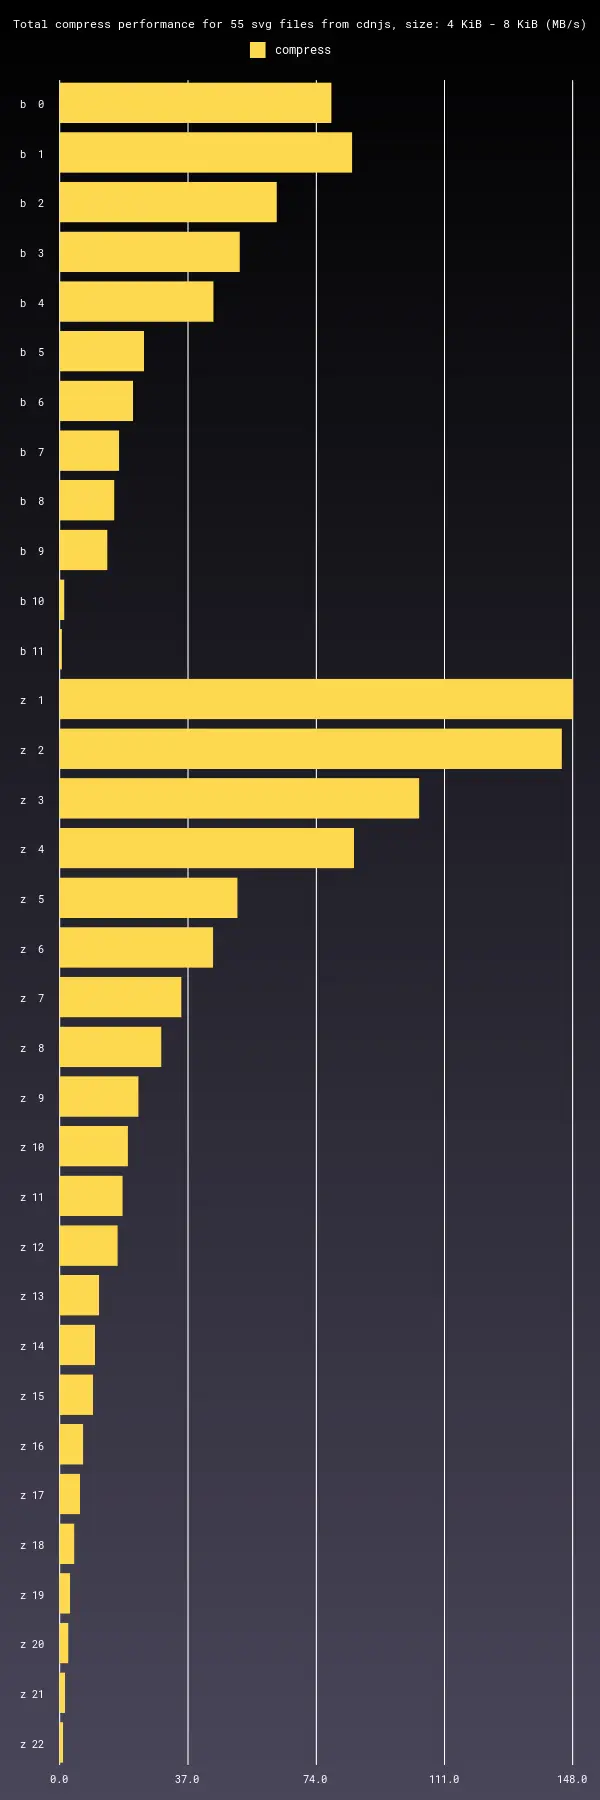 Total compress performance for 55 svg files from cdnjs, size: 4 KiB - 8 KiB (MB/s)
compress
b 0
b 1
b 2
b 3
b 4
b 5
b 6
b 7
b 8
b 9
b 10
b 11
z 1
z 2
z 3
z 4
z 5
z 6
z 7
z 8
z 9
z 10
z 11
z 12
z 13
z 14
z 15
z 16
z 17
z 18
z 19
z 20
z 21
z 22
0.0 37.0 74.0 111.0 148.0